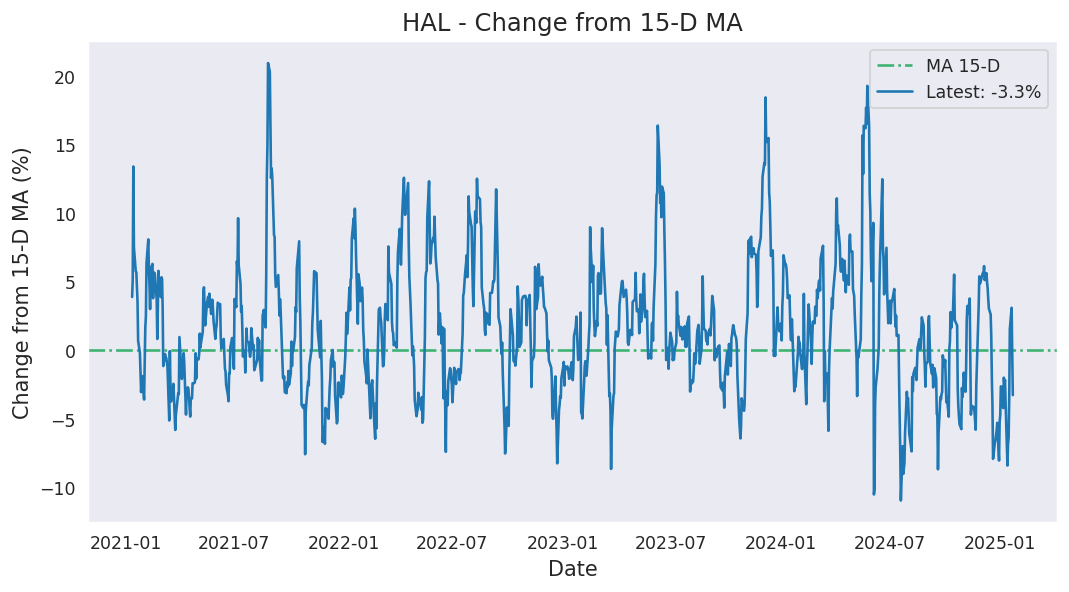 HAL - Change from 15-D MA
MA 15-D
Latest: -3.3%
Change from 15-D MA (%)
20
15
10
5
0
−5
−10
2021-01 2021-07 2022-01 2022-07 2023-01 2023-07 2024-01 2024-07 2025-01
Date